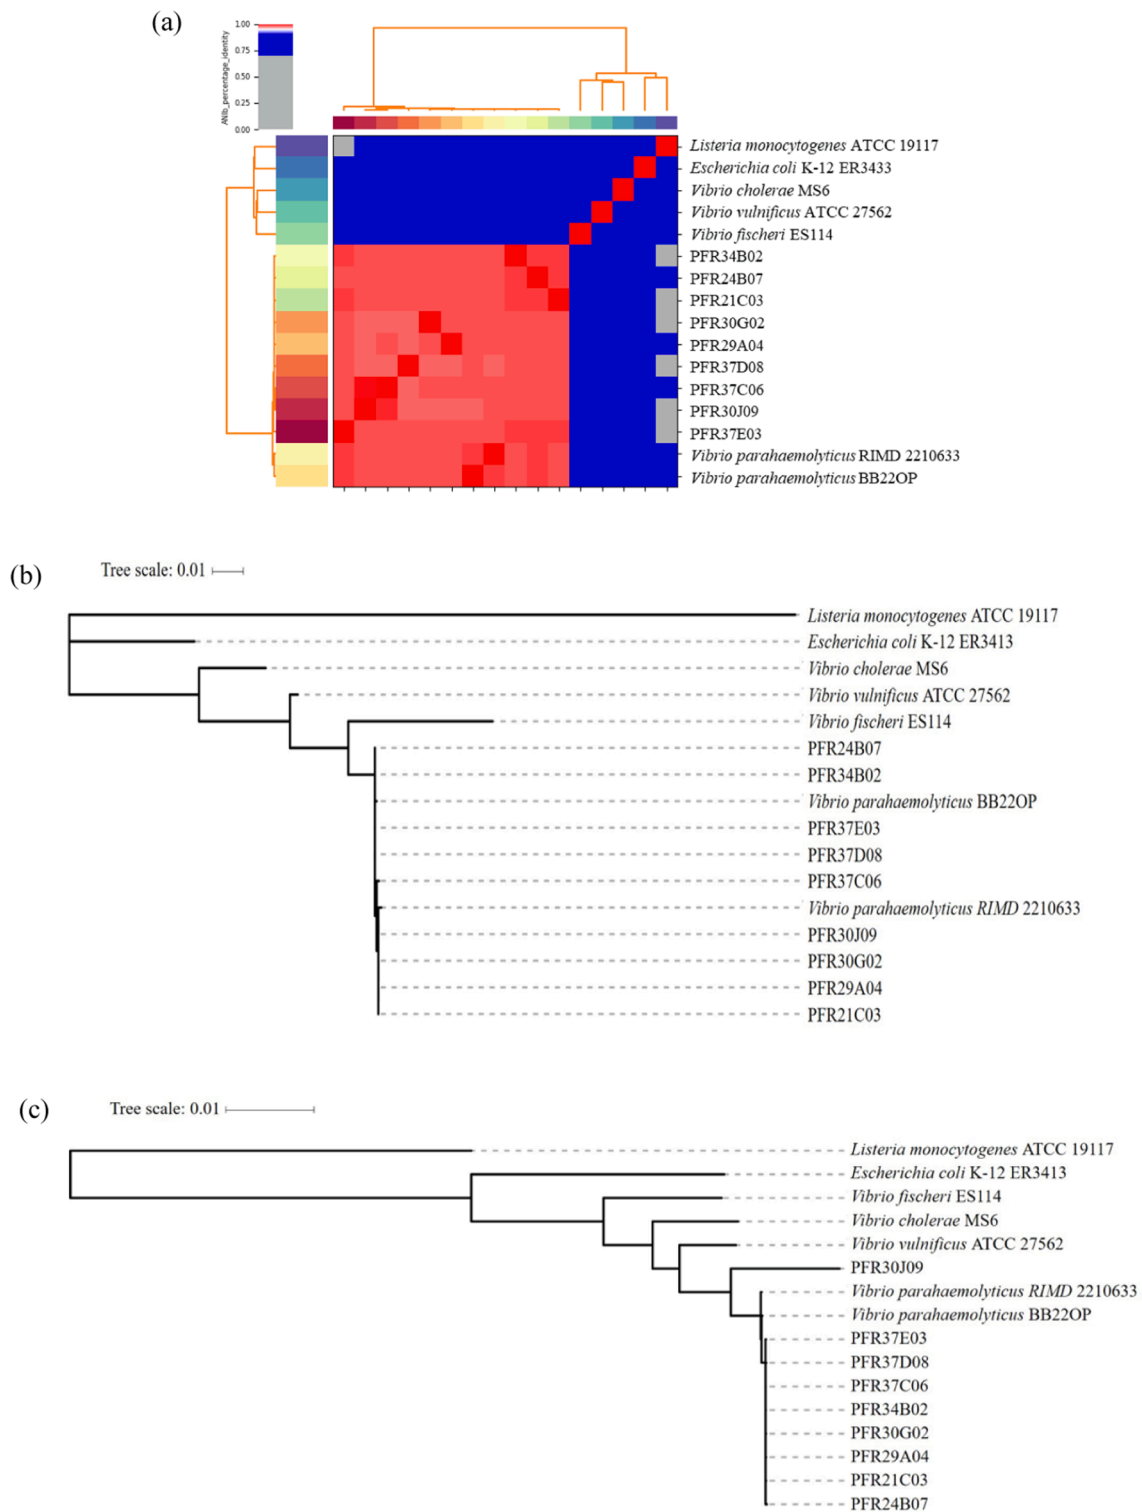 (a)
1.00
0.75
0.50
0.25
0.00
ANIb_percentage_identity
Listeria monocytogenes ATCC 19117
Escherichia coli K-12 ER3433
Vibrio cholerae MS6
Vibrio vulnificus ATCC 27562
Vibrio fischeri ES114
PFR34B02
PFR24B07
PFR21C03
PFR30G02
PFR29A04
PFR37D08
PFR37C06
PFR30J09
PFR37E03
Vibrio parahaemolyticus RIMD 2210633
Vibrio parahaemolyticus BB22OP
(b)
Tree scale: 0.01
Listeria monocytogenes ATCC 19117
Escherichia coli K-12 ER3413
Vibrio cholerae MS6
Vibrio vulnificus ATCC 27562
Vibrio fischeri ES114
PFR24B07
PFR34B02
Vibrio parahaemolyticus BB22OP
PFR37E03
PFR37D08
PFR37C06
Vibrio parahaemolyticus RIMD 2210633
PFR30J09
PFR30G02
PFR29A04
PFR21C03
(c)
Tree scale: 0.01
Listeria monocytogenes ATCC 19117
Escherichia coli K-12 ER3413
Vibrio fischeri ES114
Vibrio cholerae MS6
Vibrio vulnificus ATCC 27562
PFR30J09
Vibrio parahaemolyticus RIMD 2210633
Vibrio parahaemolyticus BB22OP
PFR37E03
PFR37D08
PFR37C06
PFR34B02
PFR30G02
PFR29A04
PFR21C03
PFR24B07